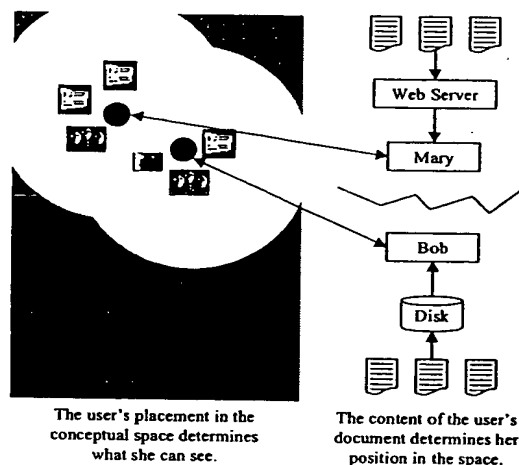 Web Server
Mary
Bob
Disk
The user's placement in the
conceptual space determines
what she can see.
The content of the user's
document determines her
position in the space.